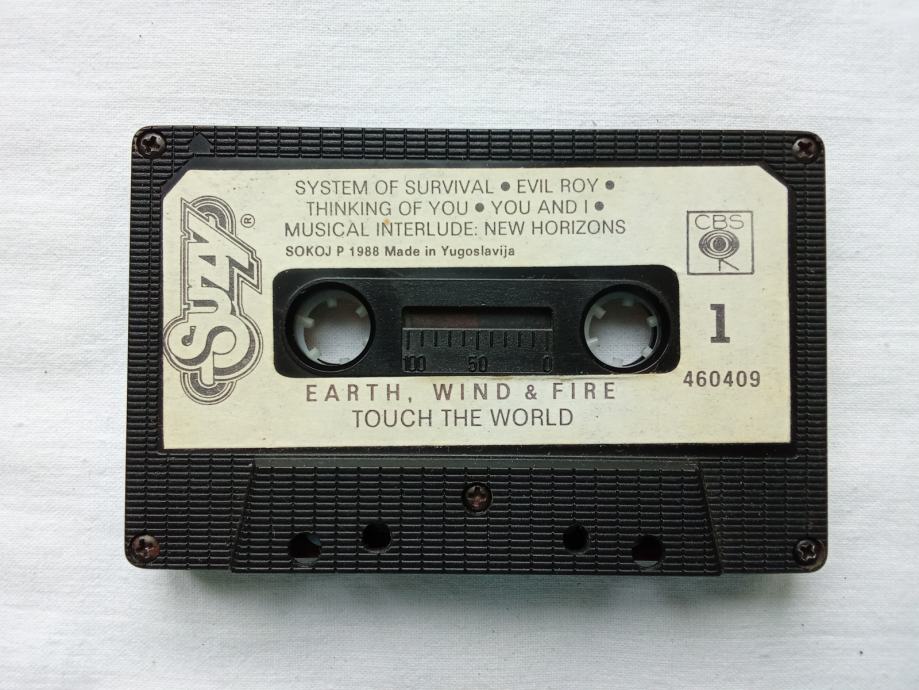 SYSTEM OF SURVIVAL • EVIL ROY •
THINKING OF YOU • YOU AND I •
MUSICAL INTERLUDE: NEW HORIZONS
SOKOJ P 1988 Made in Yugoslavija
Suzy®
CBS
1
460409
100 50 0
EARTH, WIND & FIRE
TOUCH THE WORLD